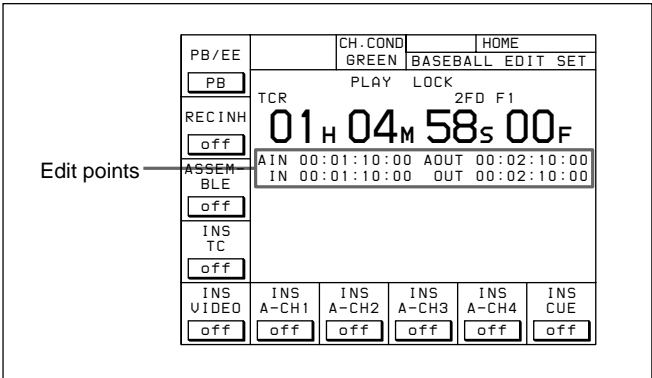 PB/EE
PB
CH.COND
GREEN
HOME
BASEBALL EDIT SET
PLAY LOCK
TCR 2FD F1
01H 04M 58S 00F
RECINH
off
Edit points
AIN 00:01:10:00 AOUT 00:02:10:00
IN 00:01:10:00 OUT 00:02:10:00
ASSEM-
BLE
off
INS
TC
off
INS
VIDEO
off
INS
A-CH1
off
INS
A-CH2
off
INS
A-CH3
off
INS
A-CH4
off
INS
CUE
off